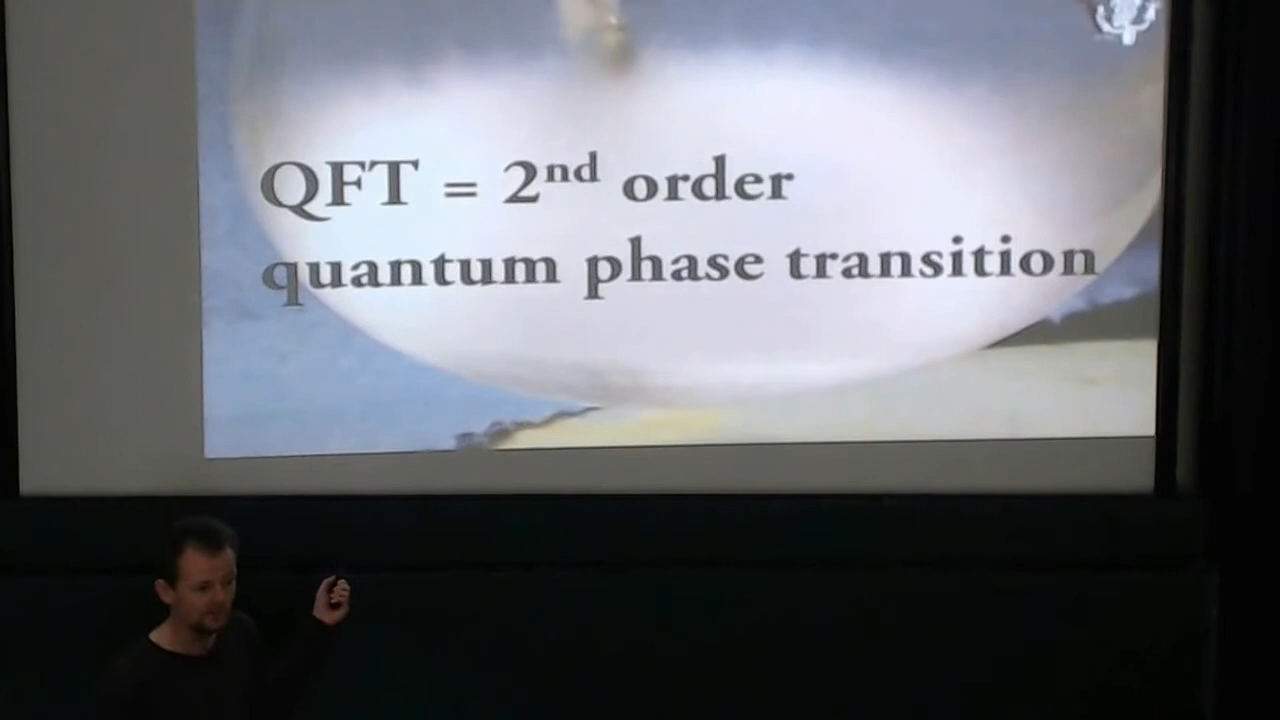 QFT = 2nd order
quantum phase transition